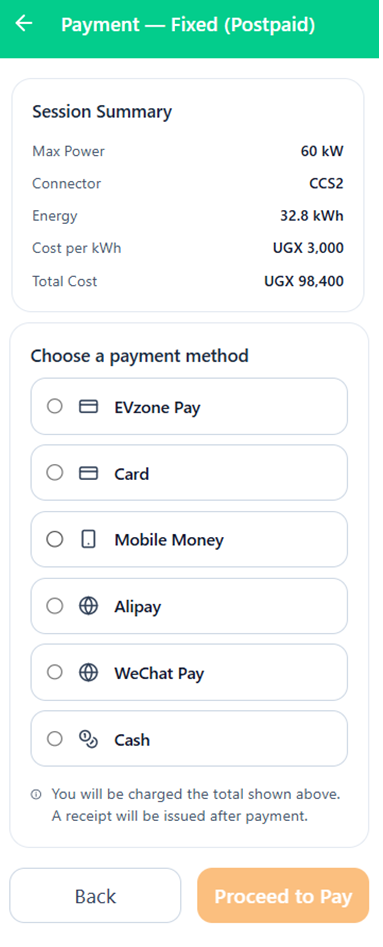 Payment — Fixed (Postpaid)
Session Summary
Max Power 60 kW
Connector CCS2
Energy 32.8 kWh
Cost per kWh UGX 3,000
Total Cost UGX 98,400
Choose a payment method
EVzone Pay
Card
Mobile Money
Alipay
WeChat Pay
Cash
You will be charged the total shown above.
A receipt will be issued after payment.
Back Proceed to Pay